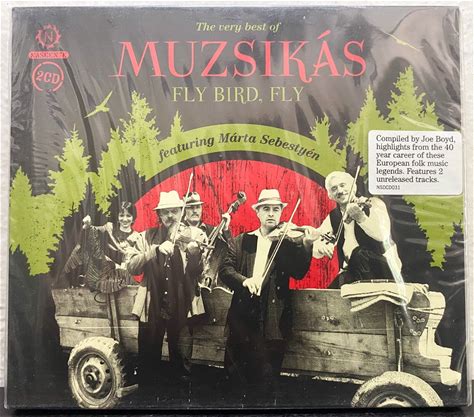 The very best of
MUZSIKÁS
FLY BIRD, FLY
N
2CD
featuring Márta Sebestyén
Compiled by Joe Boyd,
highlights from the 40
year career of these
European folk music
legends. Features 2
unreleased tracks.
NSDCD031